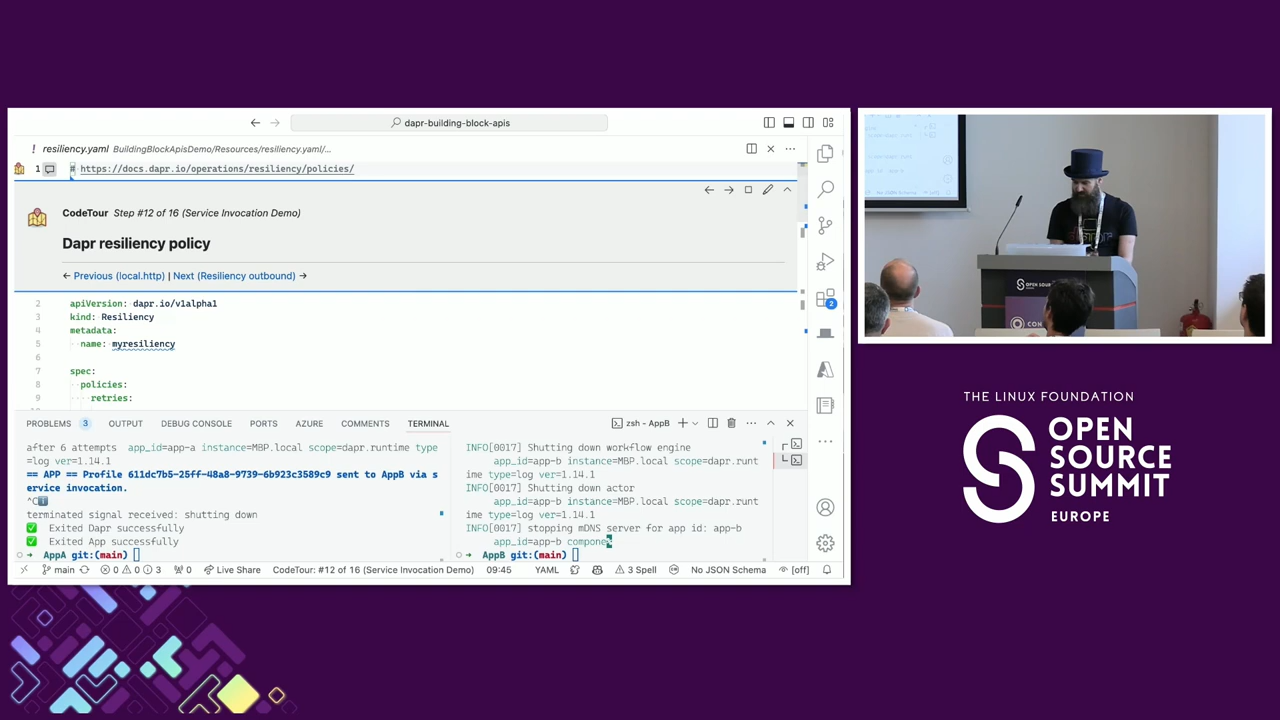 dapr-building-block-apis
! resiliency.yaml BuildingBlockApisDemo/Resources/resiliency.yaml/...
1 # https://docs.dapr.io/operations/resiliency/policies/
CodeTour Step #12 of 16 (Service Invocation Demo)
Dapr resiliency policy
← Previous (local.http) | Next (Resiliency outbound) →
2 apiVersion: dapr.io/v1alpha1
3 kind: Resiliency
4 metadata:
5 name: myresiliency
6
7 spec:
8 policies:
9 retries:
PROBLEMS 3 OUTPUT DEBUG CONSOLE PORTS AZURE COMMENTS TERMINAL zsh - AppB
after 6 attempts app_id=app-a instance=MBP.local scope=dapr.runtime type
=log ver=1.14.1
== APP == Profile 611dc7b5-25ff-48a8-9739-6b923c3589c9 sent to AppB via s
ervice invocation.
^C
terminated signal received: shutting down
✅ Exited Dapr successfully
✅ Exited App successfully
➜ AppA git:(main)
INFO[0017] Shutting down workflow engine
app_id=app-b instance=MBP.local scope=dapr.runt
ime type=log ver=1.14.1
INFO[0017] Shutting down actor
app_id=app-b instance=MBP.local scope=dapr.runt
ime type=log ver=1.14.1
INFO[0017] stopping mDNS server for app id: app-b
app_id=app-b compone
➜ AppB git:(main)
2
main 0 0 3 0 Live Share CodeTour: #12 of 16 (Service Invocation Demo) 09:45 YAML 3 Spell No JSON Schema [off]
OPEN SOURCE
THE LINUX FOUNDATION
OPEN
SOURCE
SUMMIT
EUROPE